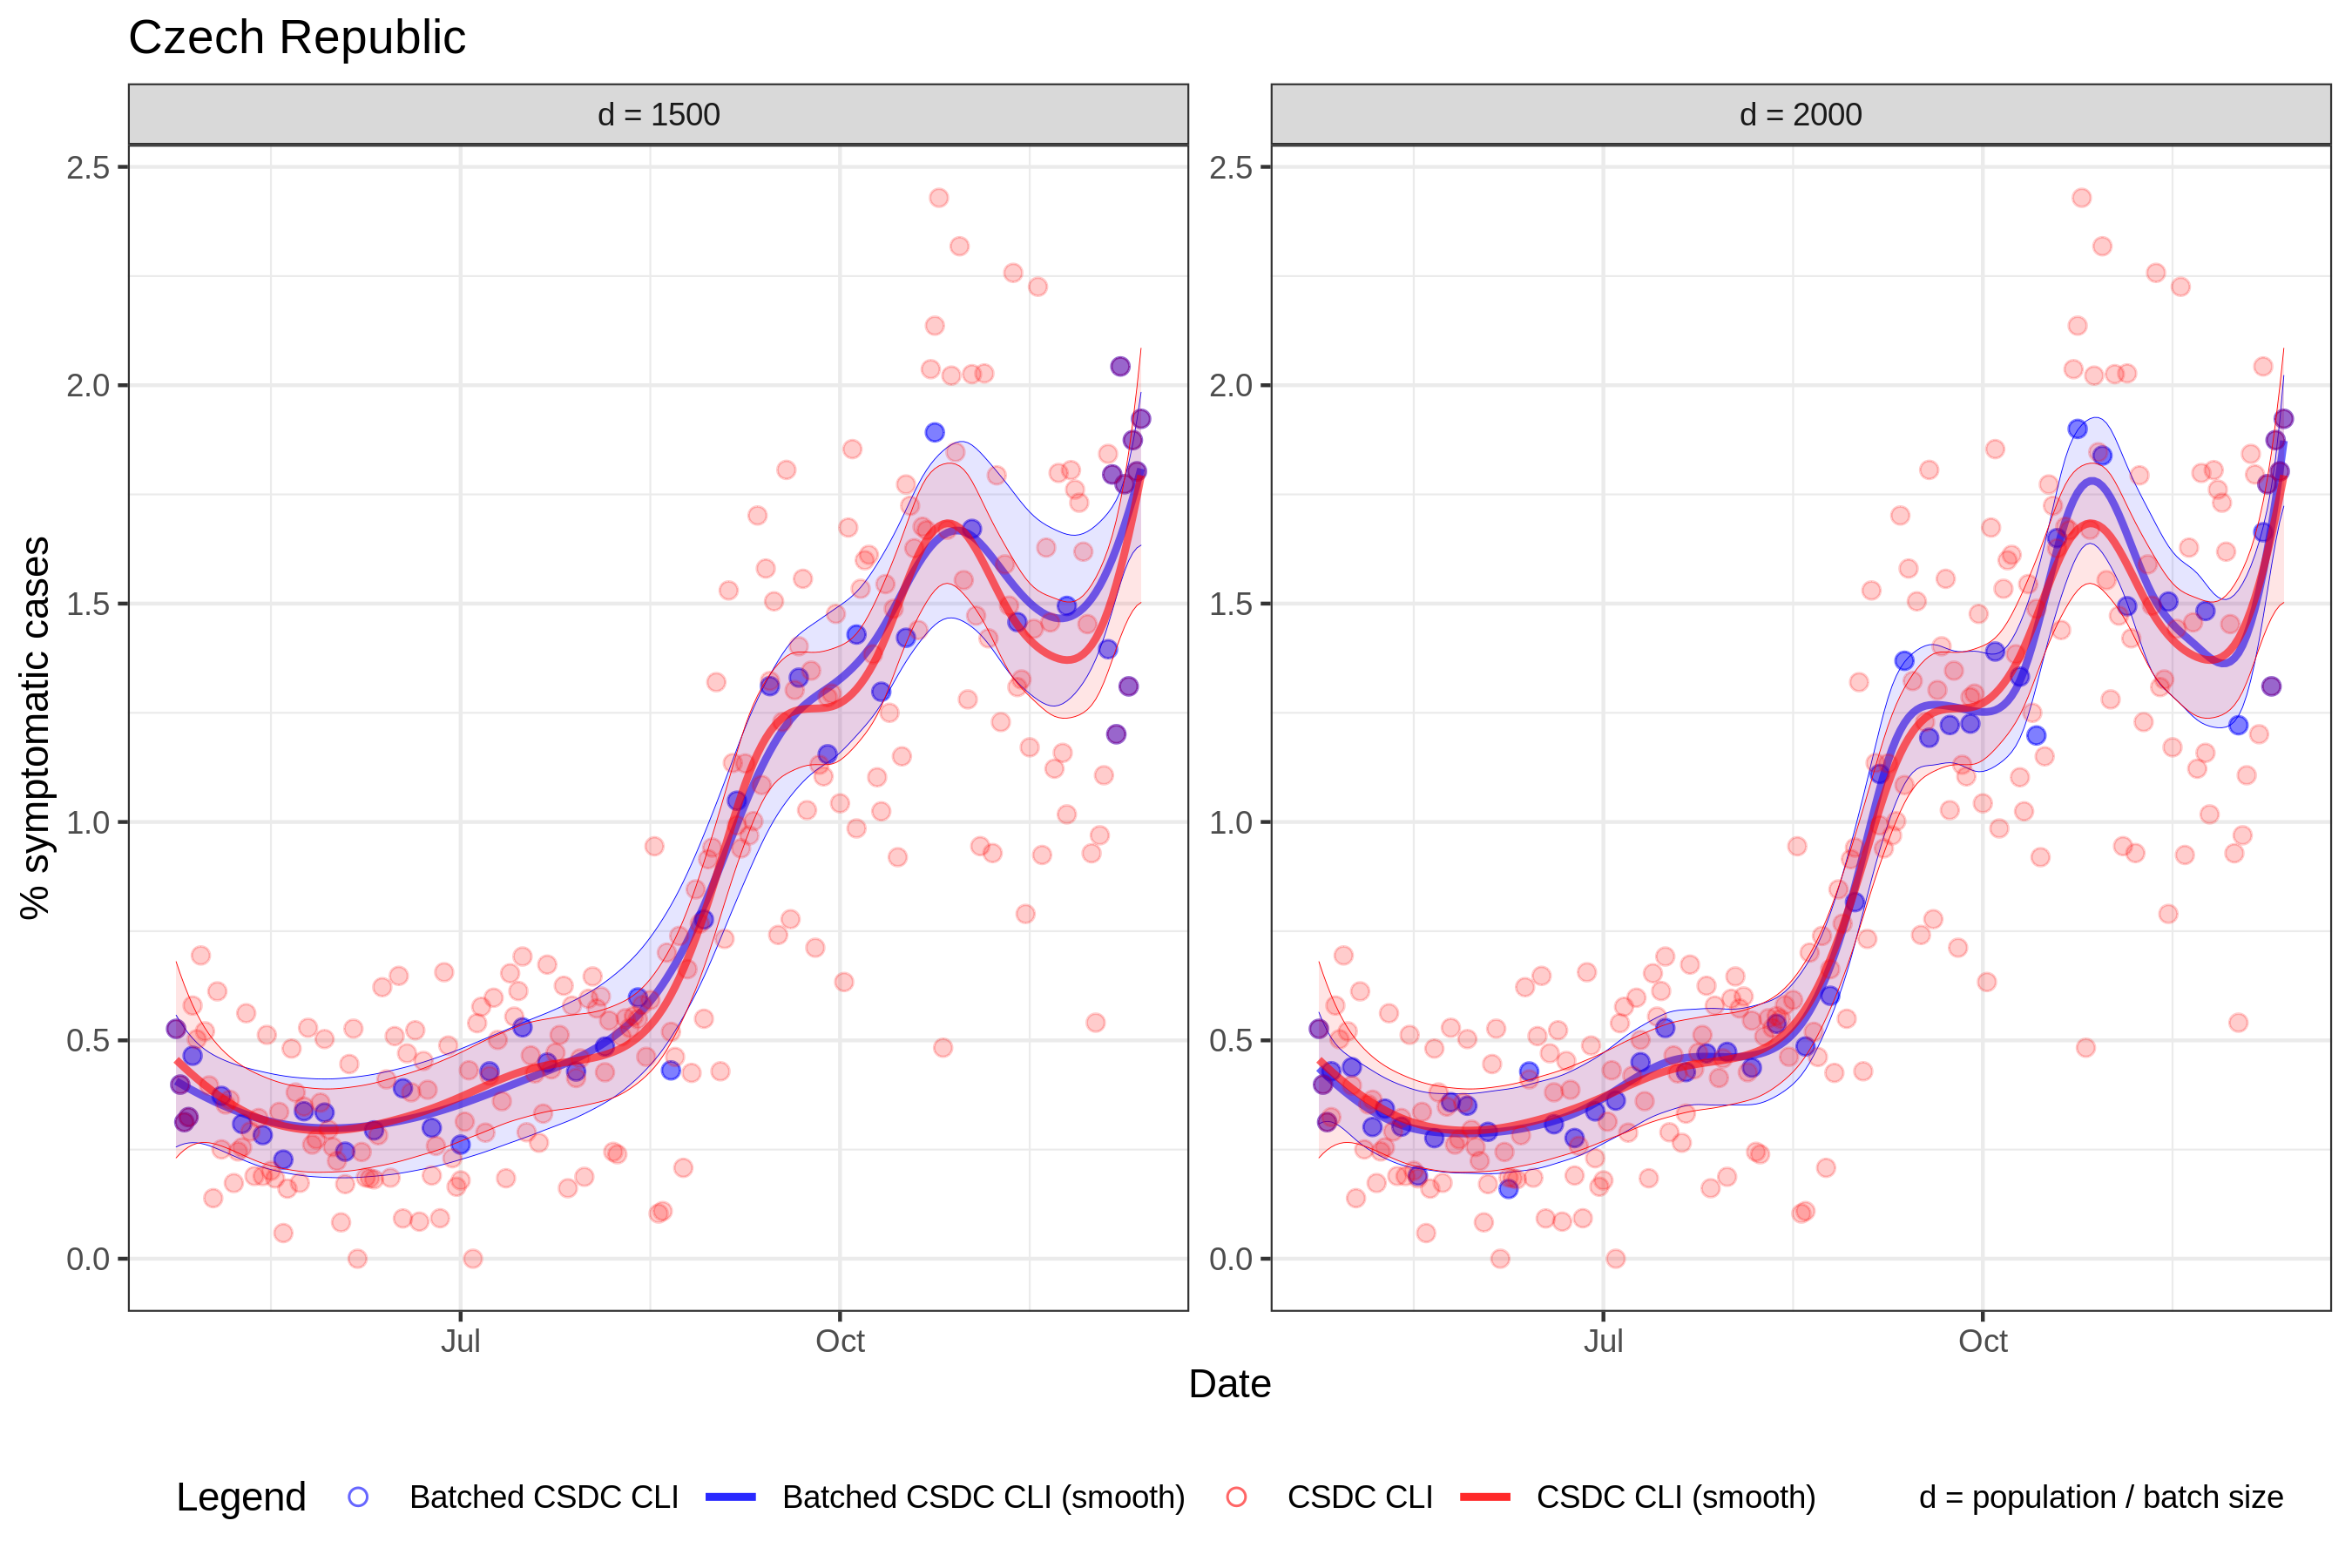 Czech Republic
d = 1500
d = 2000
2.5
2.0
1.5
1.0
0.5
0.0
2.5
2.0
1.5
1.0
0.5
0.0
% symptomatic cases
Jul
Oct
Jul
Oct
Date
Legend
Batched CSDC CLI
Batched CSDC CLI (smooth)
CSDC CLI
CSDC CLI (smooth)
d = population / batch size